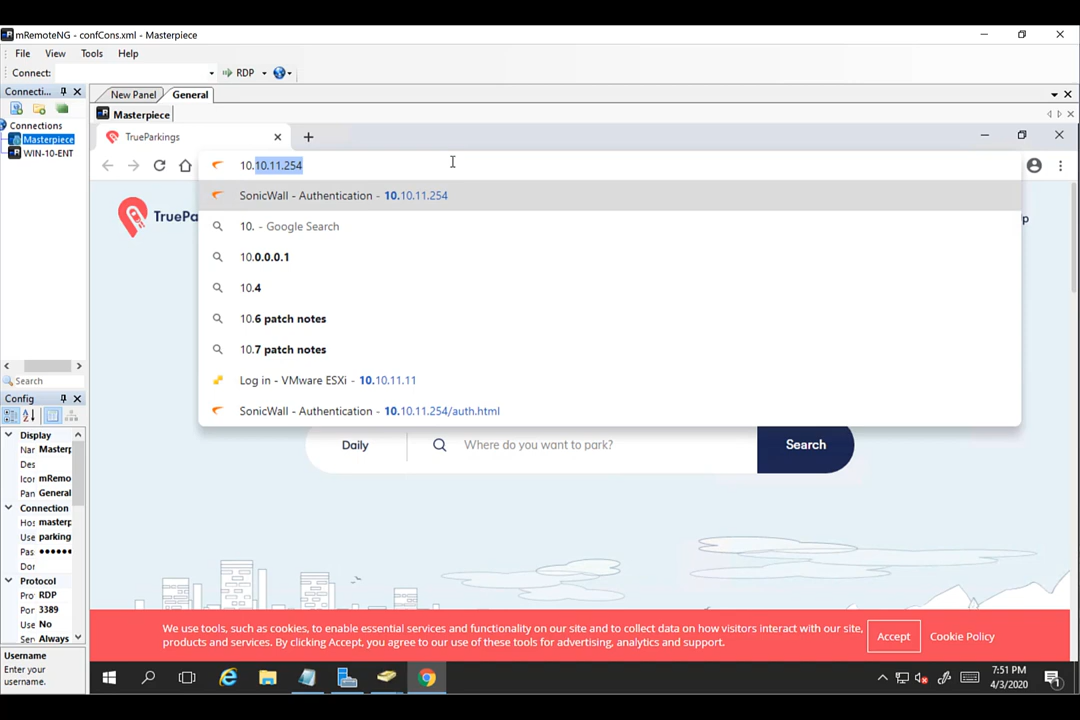 mRemoteNG - confCons.xml - Masterpiece
File View Tools Help
Connect: RDP
Connecti...
New Panel General
Masterpiece
Connections
Masterpiece
WIN-10-ENT
TrueParkings
10.10.11.254
SonicWall - Authentication - 10.10.11.254
10. - Google Search
10.0.0.0.1
10.4
10.6 patch notes
10.7 patch notes
Log in - VMware ESXi - 10.10.11.11
SonicWall - Authentication - 10.10.11.254/auth.html
TruePa
lp
Search
Config
Display
Nar Masterp
Des
Icor mRemo
Pan General
Connection
Hos masterp
Use parking
Pas ●●●●●●
Dor
Protocol
Pro RDP
Por 3389
Use No
Sen Always
Username
Enter your
username.
Daily Where do you want to park? Search
We use tools, such as cookies, to enable essential services and functionality on our site and to collect data on how visitors interact with our site,
products and services. By clicking Accept, you agree to our use of these tools for advertising, analytics and support.
Accept Cookie Policy
7:51 PM
4/3/2020
1